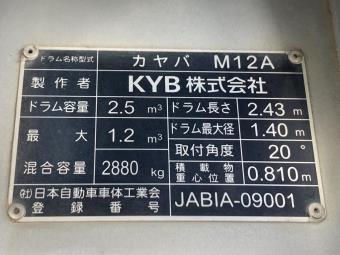 ドラム名称型式 カヤバ M12A
製作者 KYB株式会社
ドラム容量 2.5 m³ ドラム長さ 2.43 m
最大 1.2 m³ ドラム最大径 1.40 m
混合容量 2880 kg 取付角度 20°
積載物重心位置 0.810 m
(社)日本自動車車体工業会
登録番号 JABIA-09001